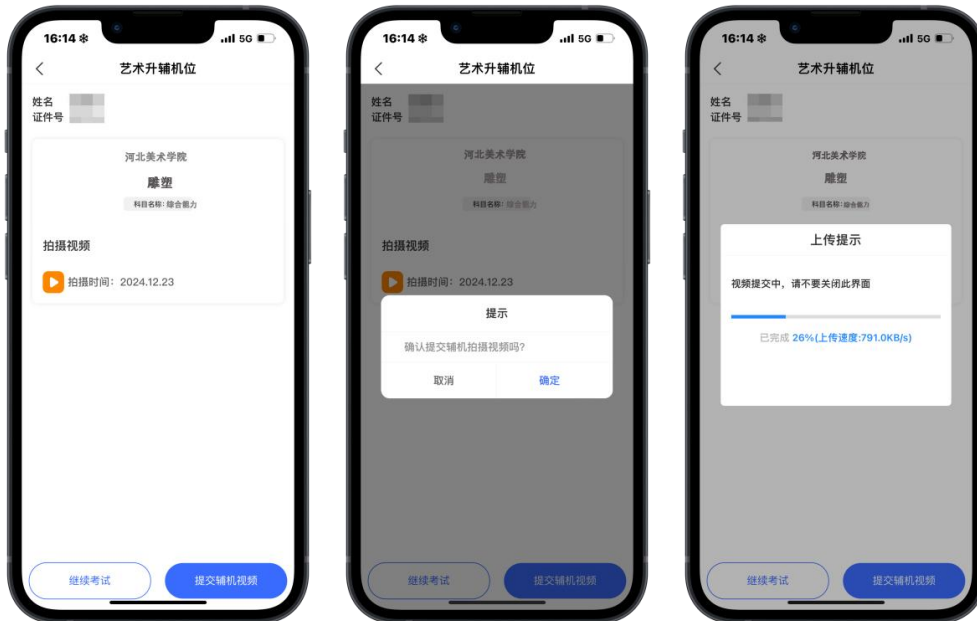 16:14
5G
艺术升辅机位
姓名
证件号
河北美术学院
雕塑
科目名称：综合能力
拍摄视频
拍摄时间：2024.12.23
继续考试
提交辅机视频
16:14
5G
艺术升辅机位
姓名
证件号
河北美术学院
雕塑
科目名称：综合能力
拍摄视频
拍摄时间：2024.12.23
提示
确认提交辅机拍摄视频吗?
取消
确定
继续考试
提交辅机视频
16:14
5G
艺术升辅机位
姓名
证件号
河北美术学院
雕塑
科目名称：综合能力
上传提示
视频提交中，请不要关闭此界面
已完成 26%(上传速度:791.0KB/s)
继续考试
提交辅机视频